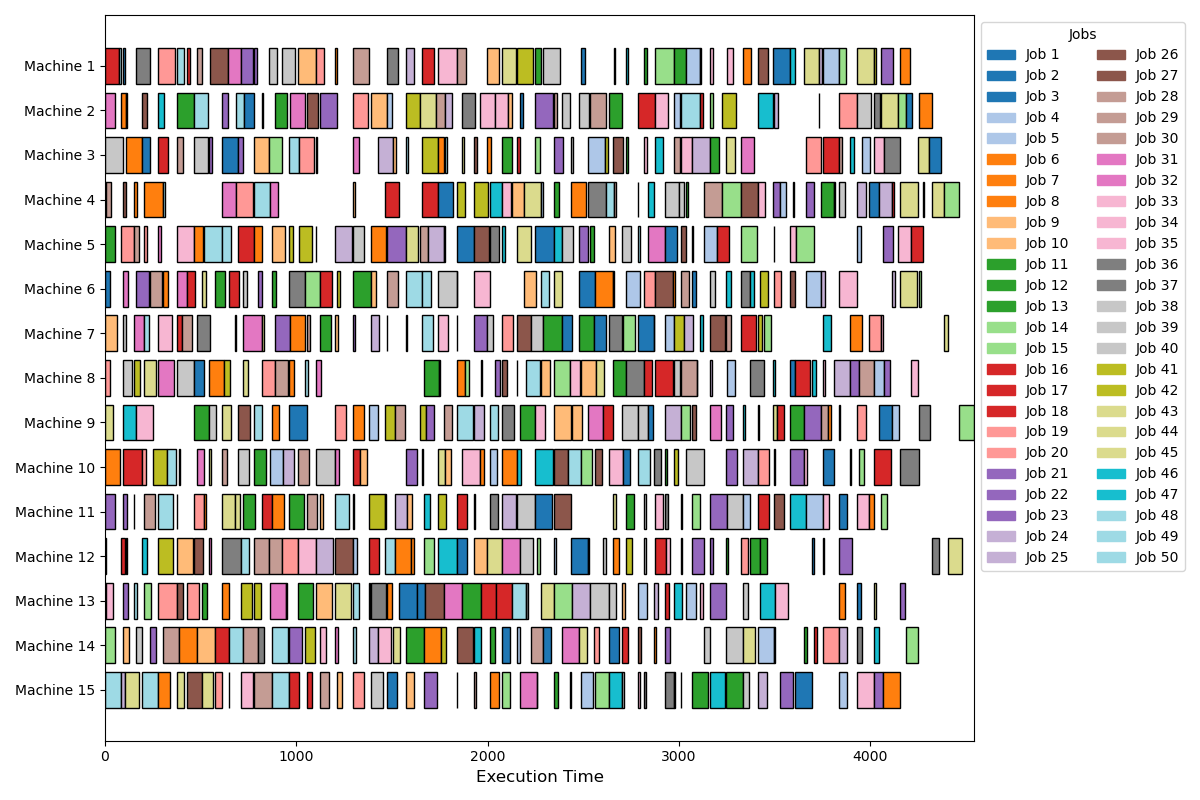 Machine 1
Machine 2
Machine 3
Machine 4
Machine 5
Machine 6
Machine 7
Machine 8
Machine 9
Machine 10
Machine 11
Machine 12
Machine 13
Machine 14
Machine 15
0 1000 2000 3000 4000
Execution Time
Jobs
Job 1
Job 2
Job 3
Job 4
Job 5
Job 6
Job 7
Job 8
Job 9
Job 10
Job 11
Job 12
Job 13
Job 14
Job 15
Job 16
Job 17
Job 18
Job 19
Job 20
Job 21
Job 22
Job 23
Job 24
Job 25
Job 26
Job 27
Job 28
Job 29
Job 30
Job 31
Job 32
Job 33
Job 34
Job 35
Job 36
Job 37
Job 38
Job 39
Job 40
Job 41
Job 42
Job 43
Job 44
Job 45
Job 46
Job 47
Job 48
Job 49
Job 50